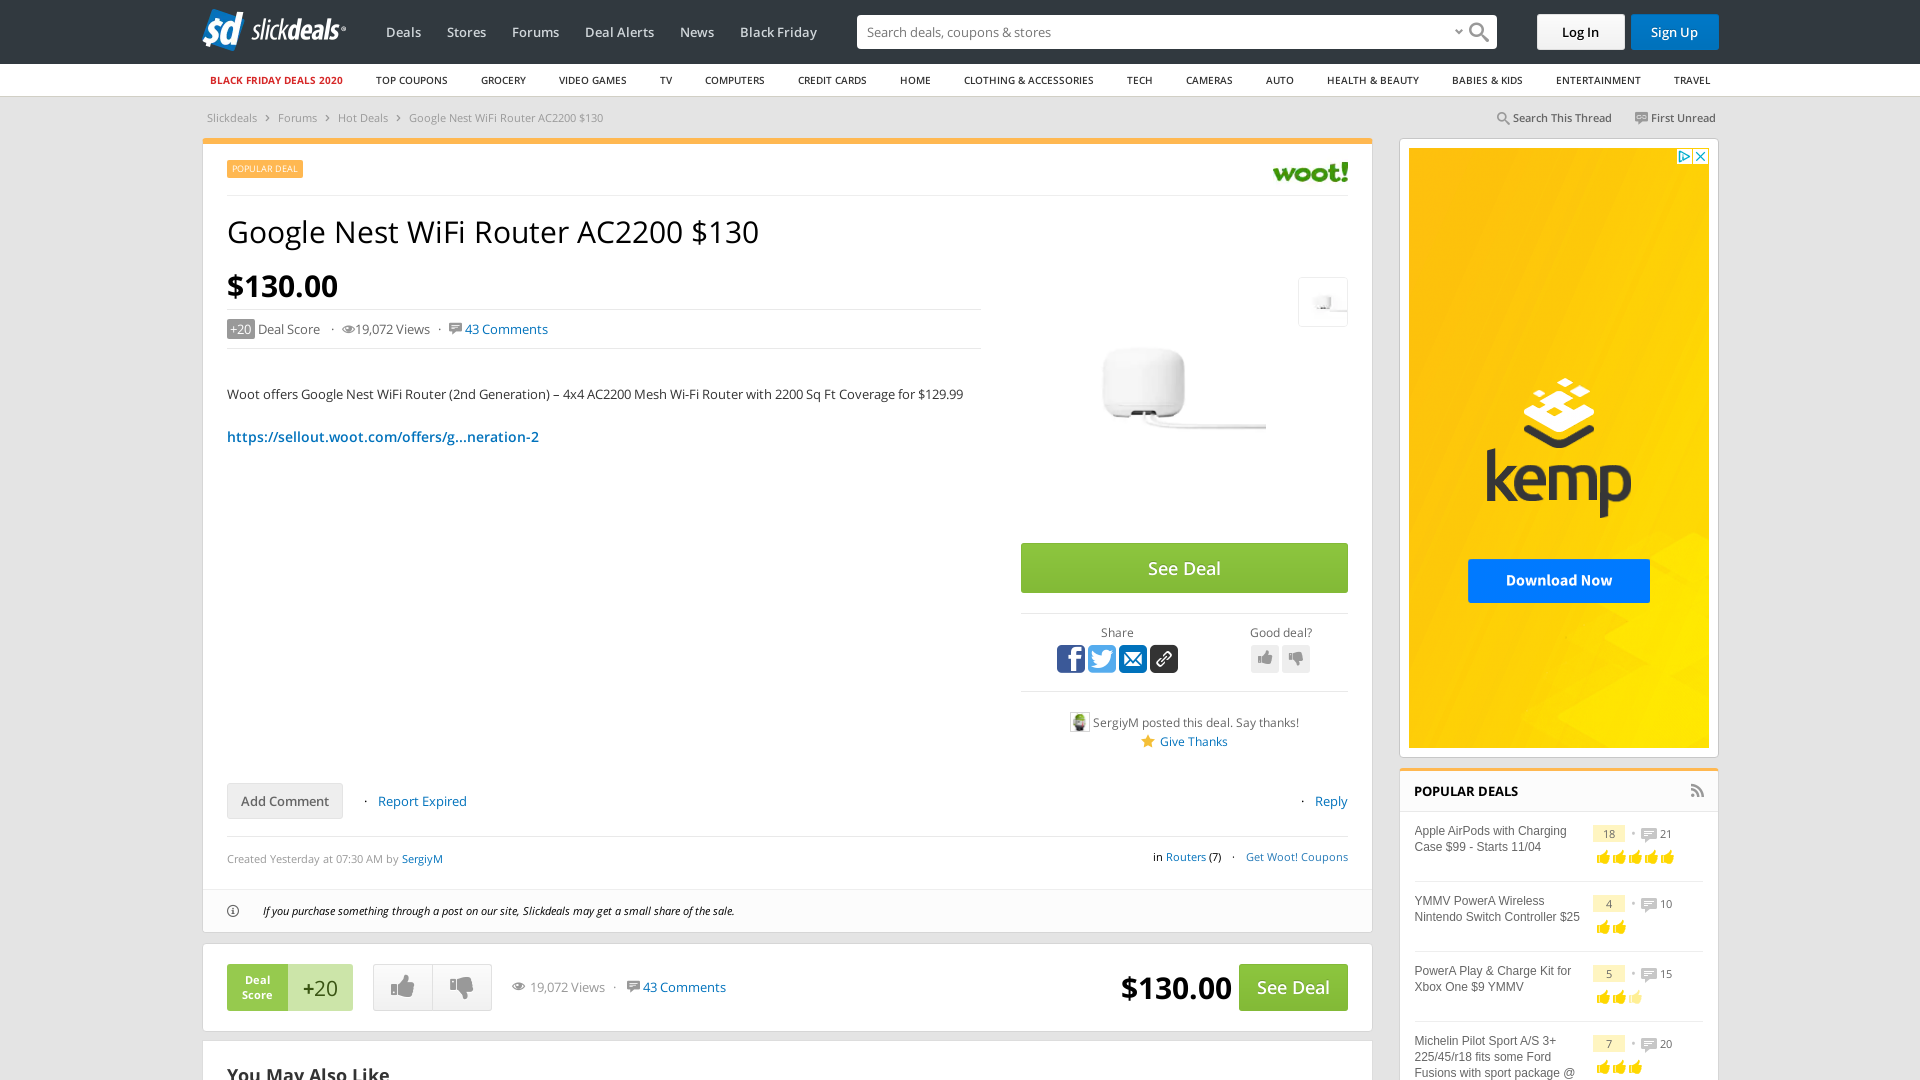 sd slickdeals
Deals
Stores
Forums
Deal Alerts
News
Black Friday
Search deals, coupons & stores
Log In
Sign Up
BLACK FRIDAY DEALS 2020
TOP COUPONS
GROCERY
VIDEO GAMES
TV
COMPUTERS
CREDIT CARDS
HOME
CLOTHING & ACCESSORIES
TECH
CAMERAS
AUTO
HEALTH & BEAUTY
BABIES & KIDS
ENTERTAINMENT
TRAVEL
Slickdeals > Forums > Hot Deals > Google Nest WiFi Router AC2200 $130
Search This Thread
First Unread
POPULAR DEAL
woot!
Google Nest WiFi Router AC2200 $130
$130.00
+20 Deal Score · 19,072 Views · 43 Comments
Woot offers Google Nest WiFi Router (2nd Generation) – 4x4 AC2200 Mesh Wi-Fi Router with 2200 Sq Ft Coverage for $129.99
https://sellout.woot.com/offers/g...neration-2
See Deal
Share
Good deal?
SergiyM posted this deal. Say thanks!
Give Thanks
Add Comment
· Report Expired
· Reply
Created Yesterday at 07:30 AM by SergiyM
in Routers (7) · Get Woot! Coupons
If you purchase something through a post on our site, Slickdeals may get a small share of the sale.
Deal
Score
+20
19,072 Views · 43 Comments
$130.00
See Deal
You May Also Like
kemp
Download Now
POPULAR DEALS
Apple AirPods with Charging
Case $99 - Starts 11/04
18 • 21
YMMV PowerA Wireless
Nintendo Switch Controller $25
4 • 10
PowerA Play & Charge Kit for
Xbox One $9 YMMV
5 • 15
Michelin Pilot Sport A/S 3+
225/45/r18 fits some Ford
Fusions with sport package @
7 • 20